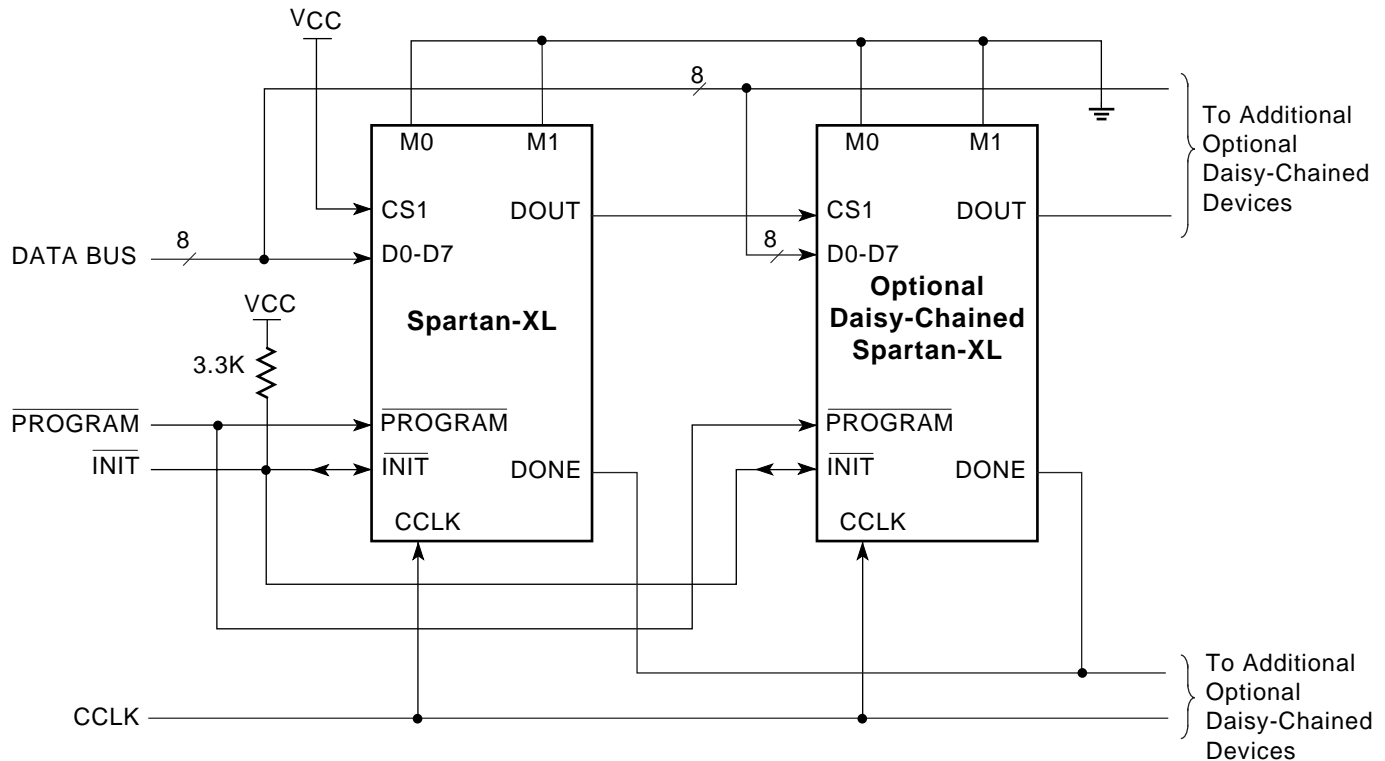 VCC
8
To Additional
Optional
Daisy-Chained
Devices
M0
M1
M0
M1
CS1
DOUT
CS1
DOUT
DATA BUS
8
D0-D7
8
D0-D7
VCC
3.3K
Spartan-XL
Optional
Daisy-Chained
Spartan-XL
PROGRAM
PROGRAM
PROGRAM
INIT
INIT
DONE
INIT
DONE
CCLK
CCLK
CCLK
To Additional
Optional
Daisy-Chained
Devices